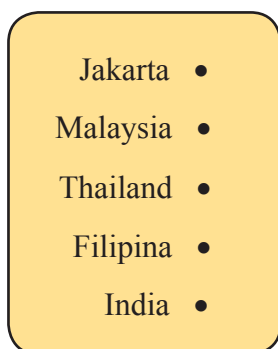 Jakarta •
Malaysia •
Thailand •
Filipina •
India •